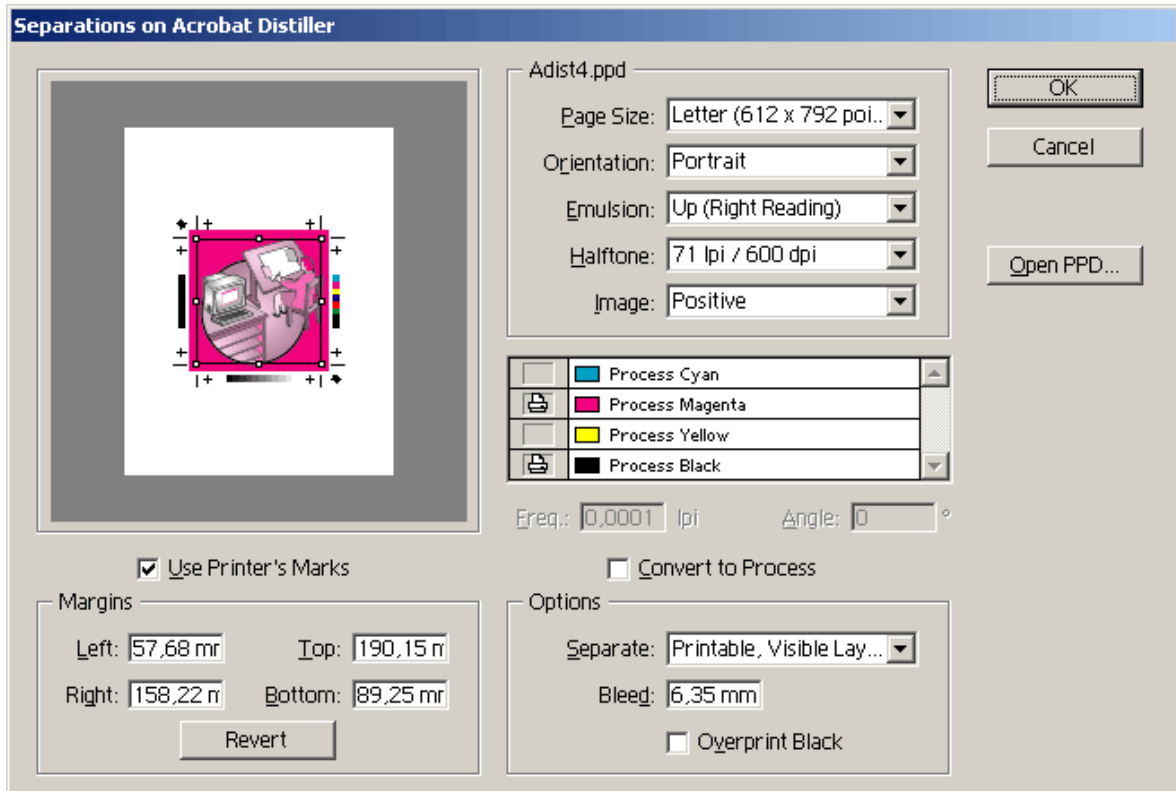 Separations on Acrobat Distiller
Adist4.ppd
Page Size: Letter (612 x 792 poi..
Orientation: Portrait
Emulsion: Up (Right Reading)
Halftone: 71 lpi / 600 dpi
Image: Positive
OK
Cancel
Open PPD...
Process Cyan
Process Magenta
Process Yellow
Process Black
Freq.: 0,0001 lpi Angle: 0 °
Use Printer's Marks
Convert to Process
Margins
Left: 57,68 mr Top: 190,15 m
Right: 158,22 m Bottom: 89,25 mr
Revert
Options
Separate: Printable, Visible Lay...
Bleed: 6,35 mm
Overprint Black